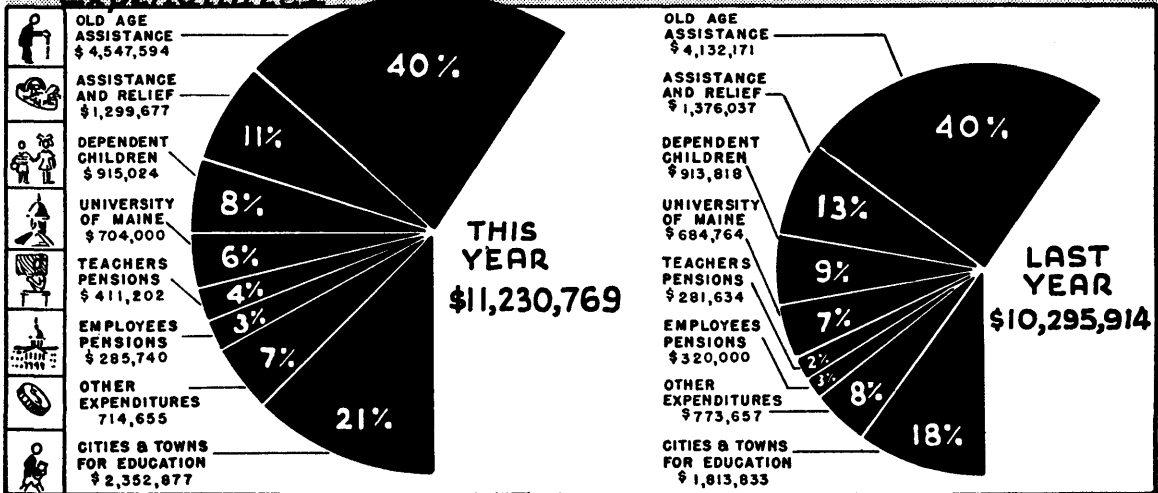 OLD AGE
ASSISTANCE
$4,547,594
ASSISTANCE
AND RELIEF
$1,299,677
DEPENDENT
CHILDREN
$915,024
UNIVERSITY
OF MAINE
$704,000
TEACHERS
PENSIONS
$411,202
EMPLOYEES
PENSIONS
$285,740
OTHER
EXPENDITURES
714,655
CITIES & TOWNS
FOR EDUCATION
$2,352,877
40%
11%
8%
6%
4%
3%
7%
21%
THIS
YEAR
$11,230,769
OLD AGE
ASSISTANCE
$4,132,171
ASSISTANCE
AND RELIEF
$1,376,037
DEPENDENT
CHILDREN
$913,818
UNIVERSITY
OF MAINE
$684,764
TEACHERS
PENSIONS
$281,634
EMPLOYEES
PENSIONS
$320,000
OTHER
EXPENDITURES
$773,657
CITIES & TOWNS
FOR EDUCATION
$1,813,833
40%
13%
9%
7%
2%
3%
8%
18%
LAST
YEAR
$10,295,914